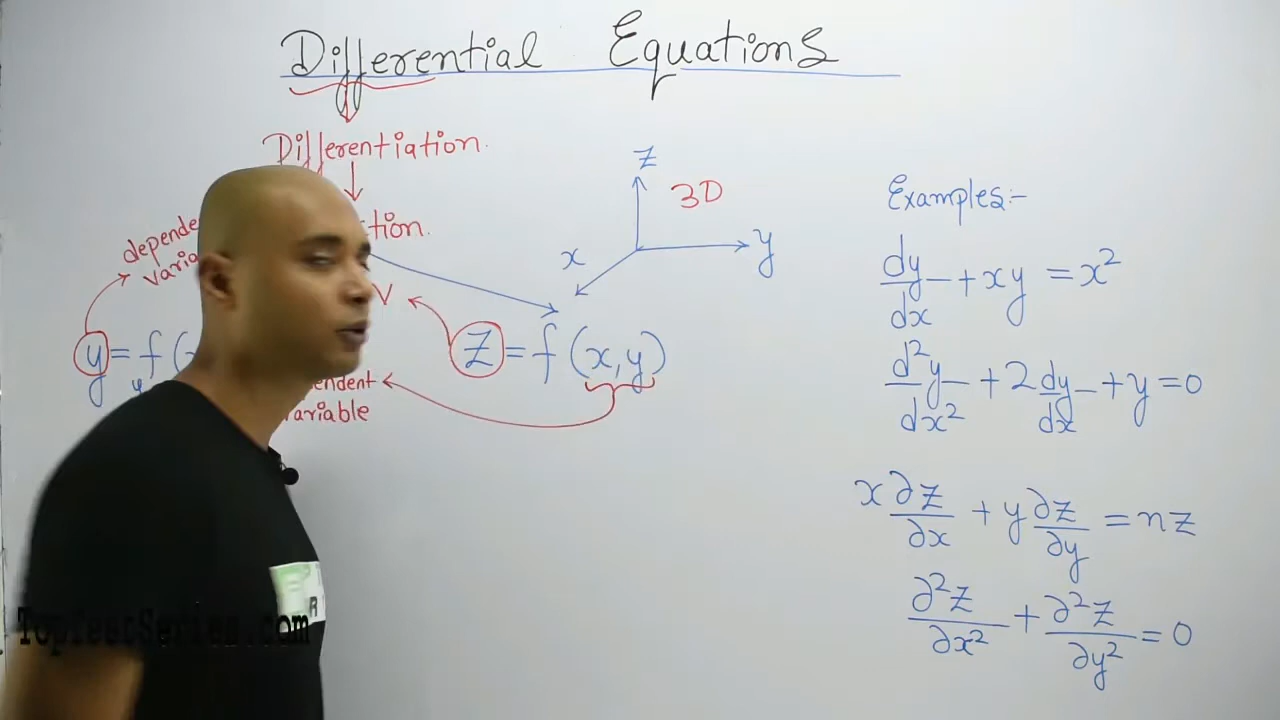 Differential Equations
Differentiation
z
3D
x
y
z = f (x, y)
variable
Examples:-
dy/dx + xy = x²
d²y/dx² + 2 dy/dx + y = 0
x ∂z/∂x + y ∂z/∂y = nz
∂²z/∂x² + ∂²z/∂y² = 0
y = f (
R